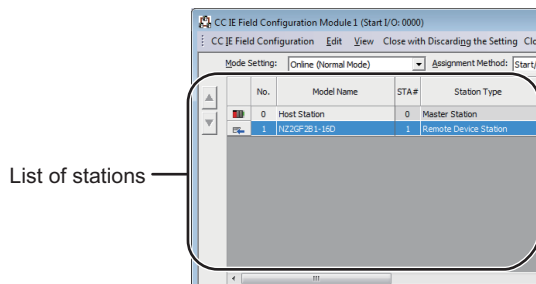 CC IE Field Configuration Module 1 (Start I/O: 0000)
CC IE Field Configuration Edit View Close with Discarding the Setting Clo
Mode Setting: Online (Normal Mode) Assignment Method: Start/
No. Model Name STA# Station Type
0 Host Station 0 Master Station
1 NZ2GF2B1-16D 1 Remote Device Station
List of stations